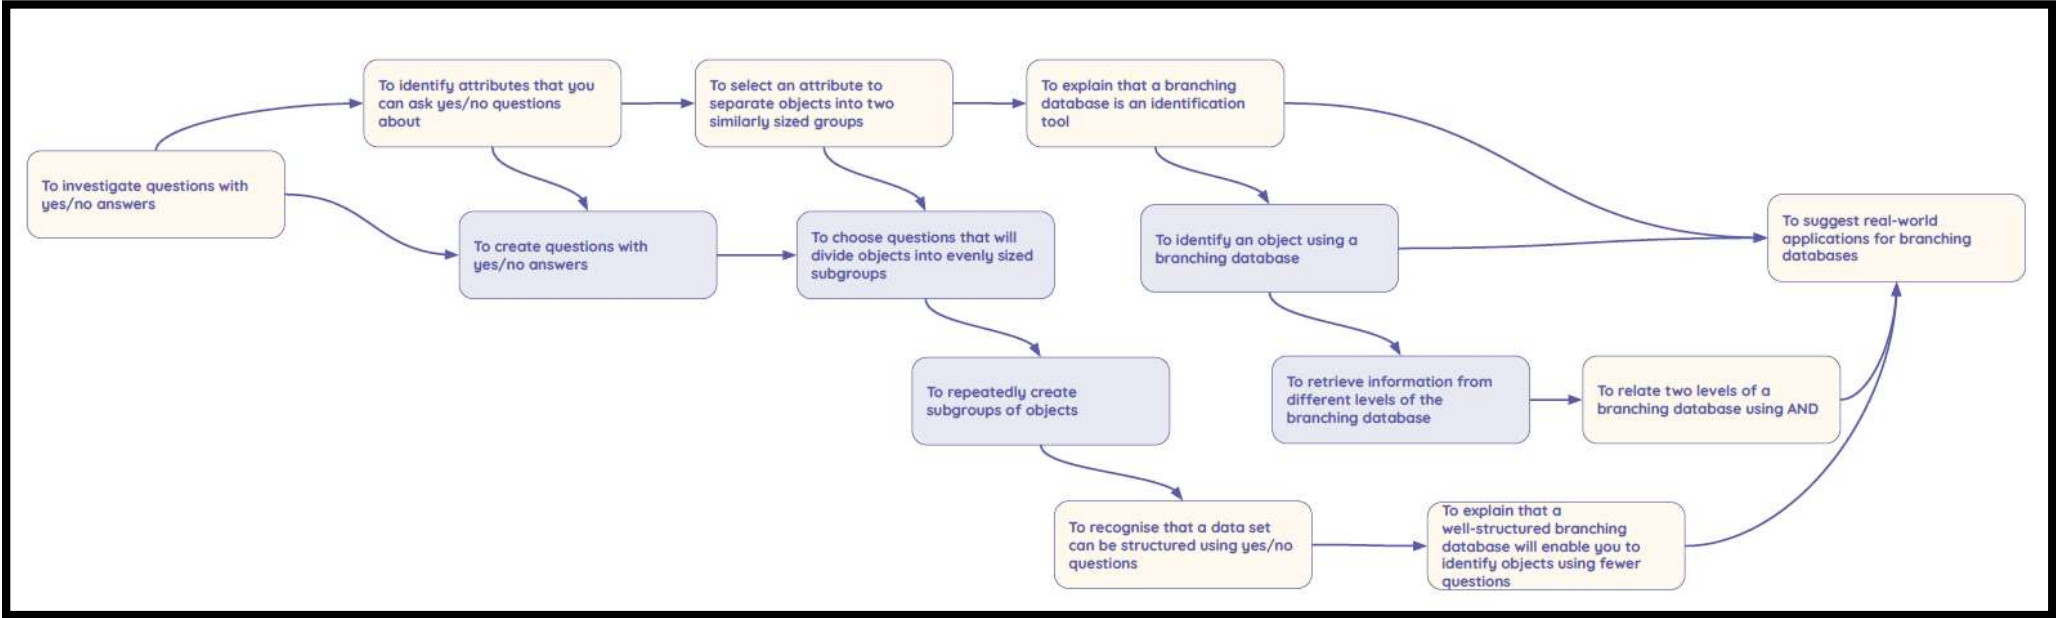 To investigate questions with
yes/no answers
To identify attributes that you
can ask yes/no questions
about
To select an attribute to
separate objects into two
similarly sized groups
To explain that a branching
database is an identification
tool
To create questions with
yes/no answers
To choose questions that will
divide objects into evenly sized
subgroups
To identify an object using a
branching database
To suggest real-world
applications for branching
databases
To repeatedly create
subgroups of objects
To retrieve information from
different levels of the
branching database
To relate two levels of a
branching database using AND
To recognise that a data set
can be structured using yes/no
questions
To explain that a
well-structured branching
database will enable you to
identify objects using fewer
questions